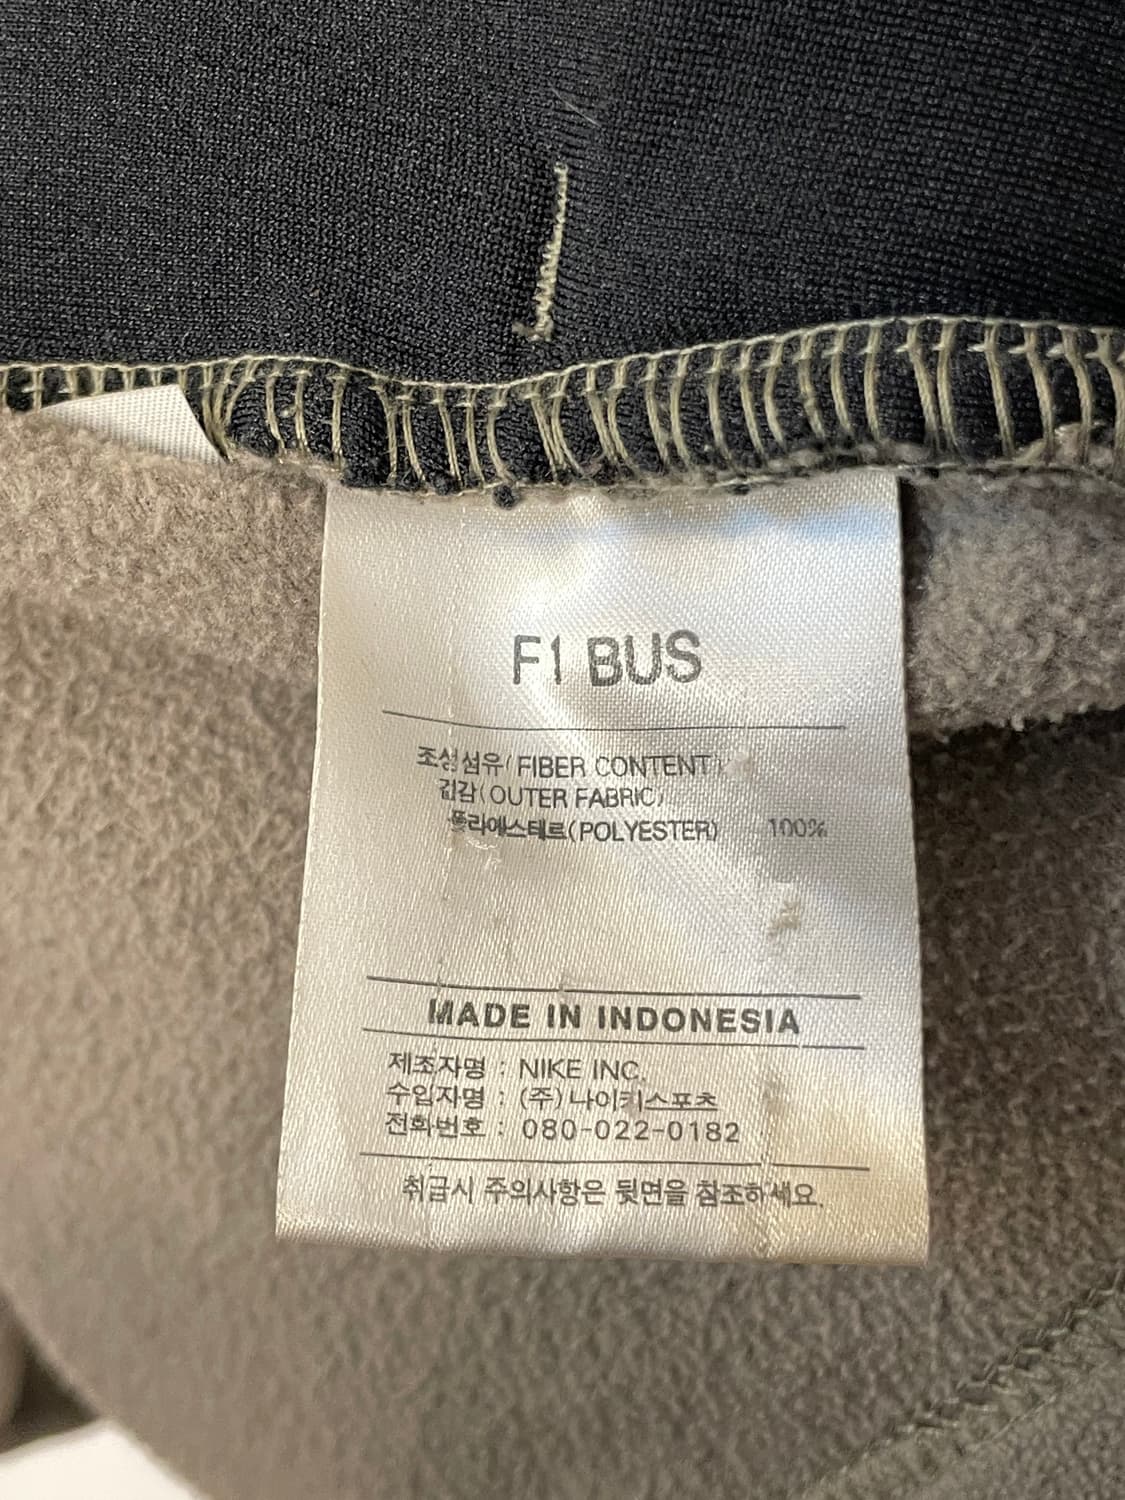 F1 BUS
조성섬유(FIBER CONTENT)
겉감(OUTER FABRIC)
폴리에스테르(POLYESTER) 100%
MADE IN INDONESIA
제조자명 : NIKE INC.
수입자명 : (주)나이키스포츠
전화번호 : 080-022-0182
취급시 주의사항은 뒷면을 참조하세요.